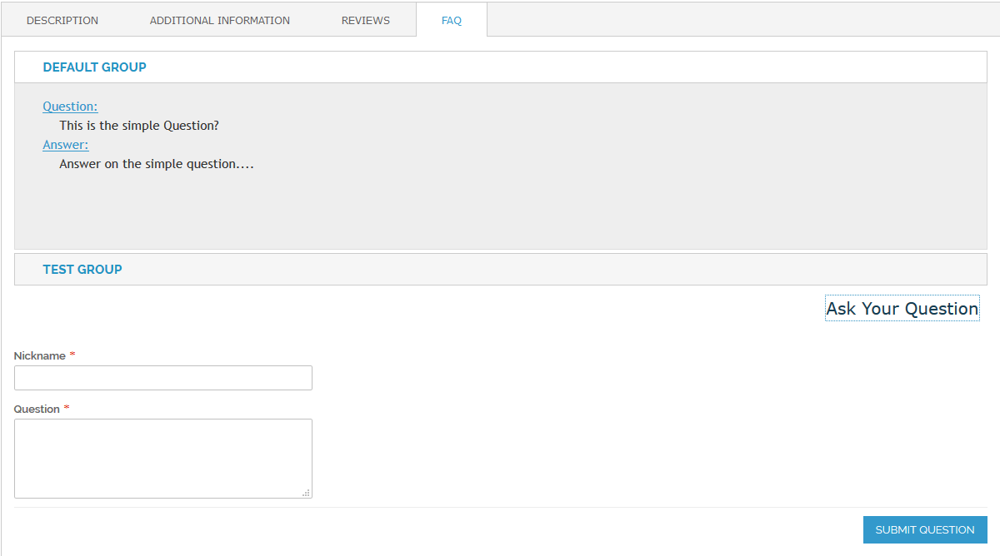 DESCRIPTION ADDITIONAL INFORMATION REVIEWS FAQ
DEFAULT GROUP
Question:
This is the simple Question?
Answer:
Answer on the simple question....
TEST GROUP
Ask Your Question
Nickname *
Question *
SUBMIT QUESTION